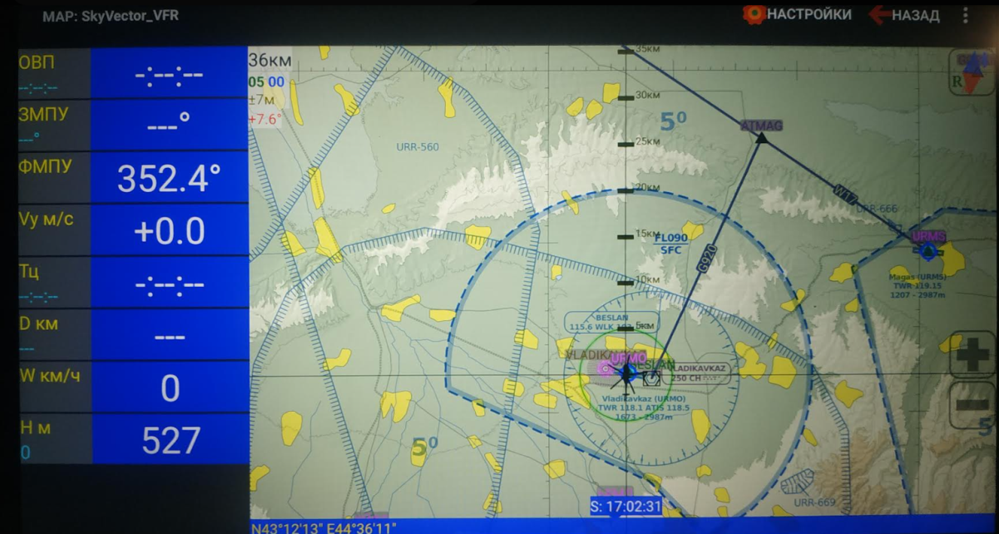 MAP: SkyVector_VFR
НАСТРОЙКИ
НАЗАД
ОВП
--:--:--
-:--:--
ЗМПУ
--°
---°
ФМПУ
352.4°
Vy м/с
+0.0
Тц
--:--:--
-:--:--
D км
---
---
W км/ч
0
Н м
0
527
36км
05 00
±7м
+7.6°
35км
30км
25км
20км
15км
10км
5км
5°
ATMAG
R
URR-560
W17
URMS
FL090
SFC
G920
Magas (URMS)
TWR 119.15
1207 - 2987m
BESLAN
115.6 WLK
URMO
BESLAN
VLADIKAVKAZ
250 CH
Vladikavkaz (URMO)
TWR 118.1 ATIS 118.5
1673 - 2987m
5°
5
URR-669
S: 17:02:31
N43°12'13" E44°36'11"